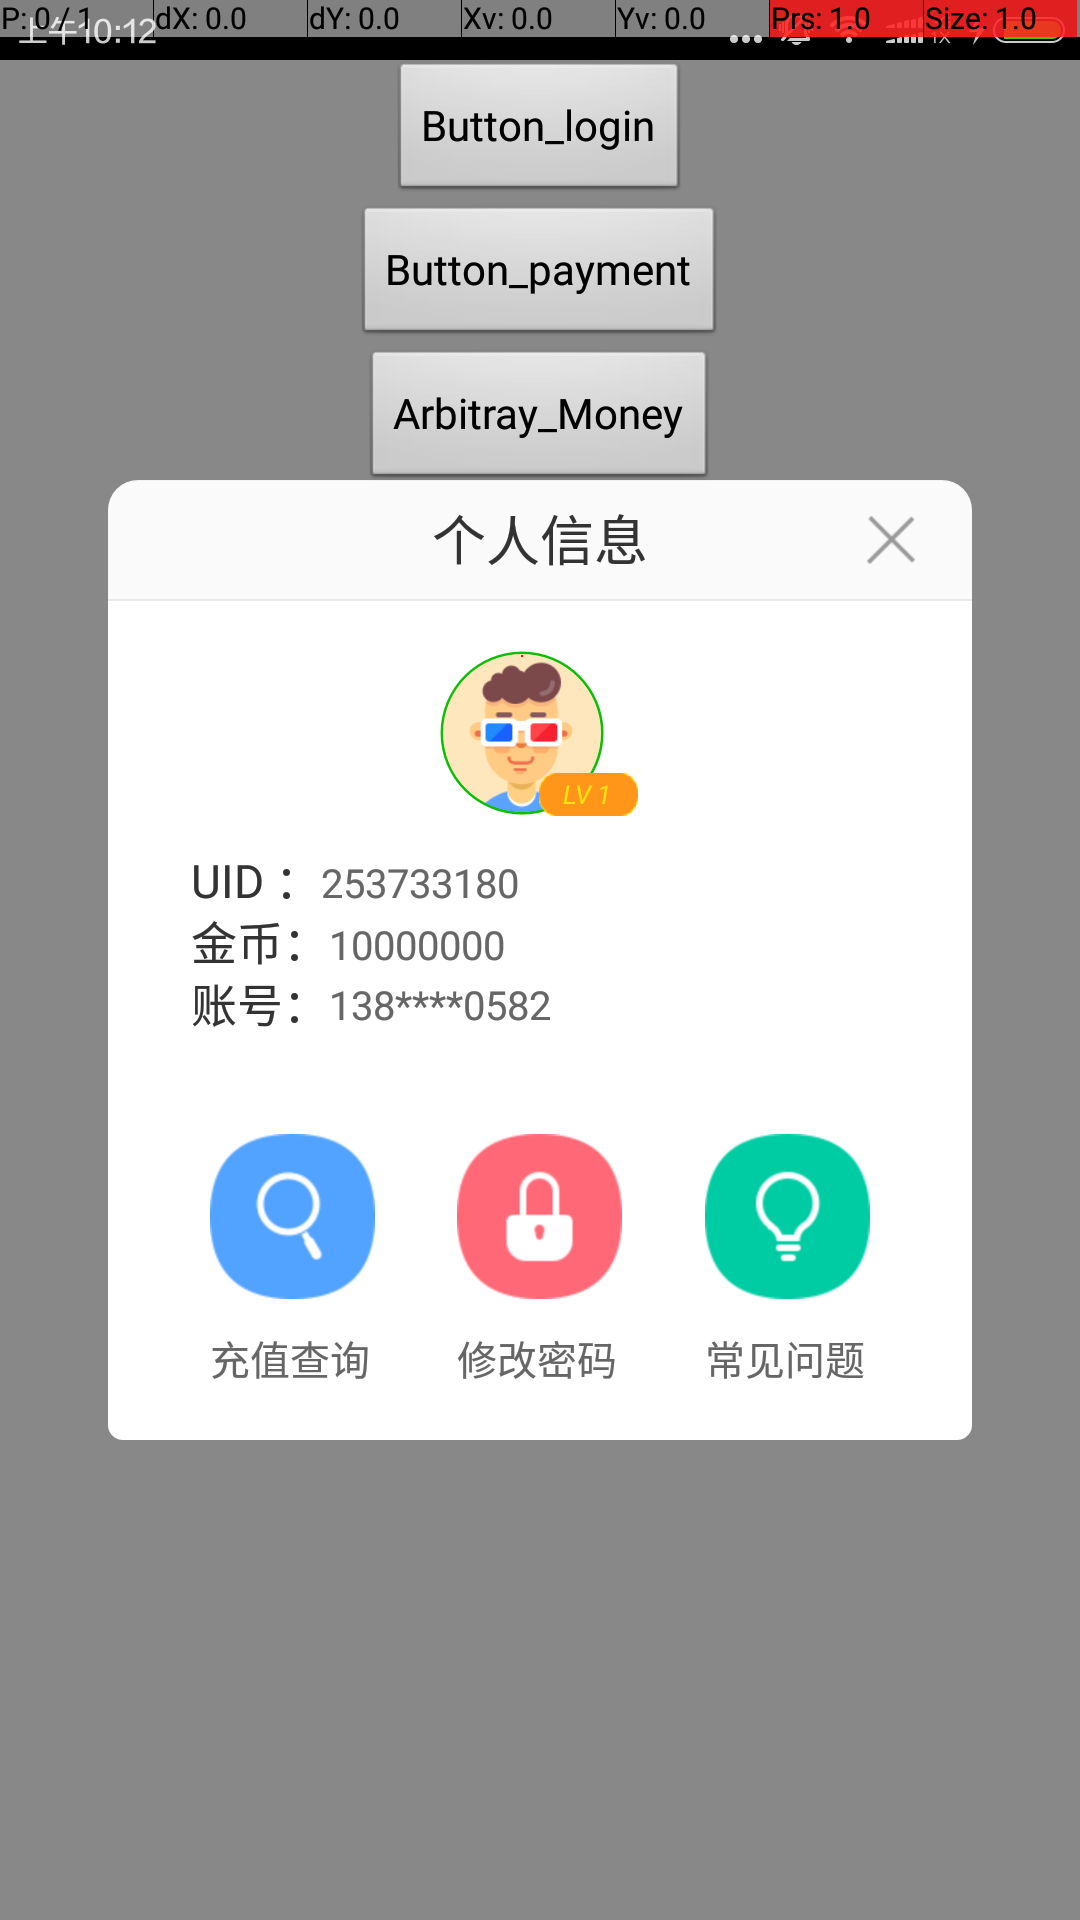 P: 0 / 1 dX: 0.0 dY: 0.0 Xv: 0.0 Yv: 0.0 Prs: 1.0 Size: 1.0
上午10:12 1X
Button_login
Button_payment
Arbitray_Money
个人信息
LV 1
UID： 253733180
金币： 10000000
账号： 138****0582
充值查询 修改密码 常见问题